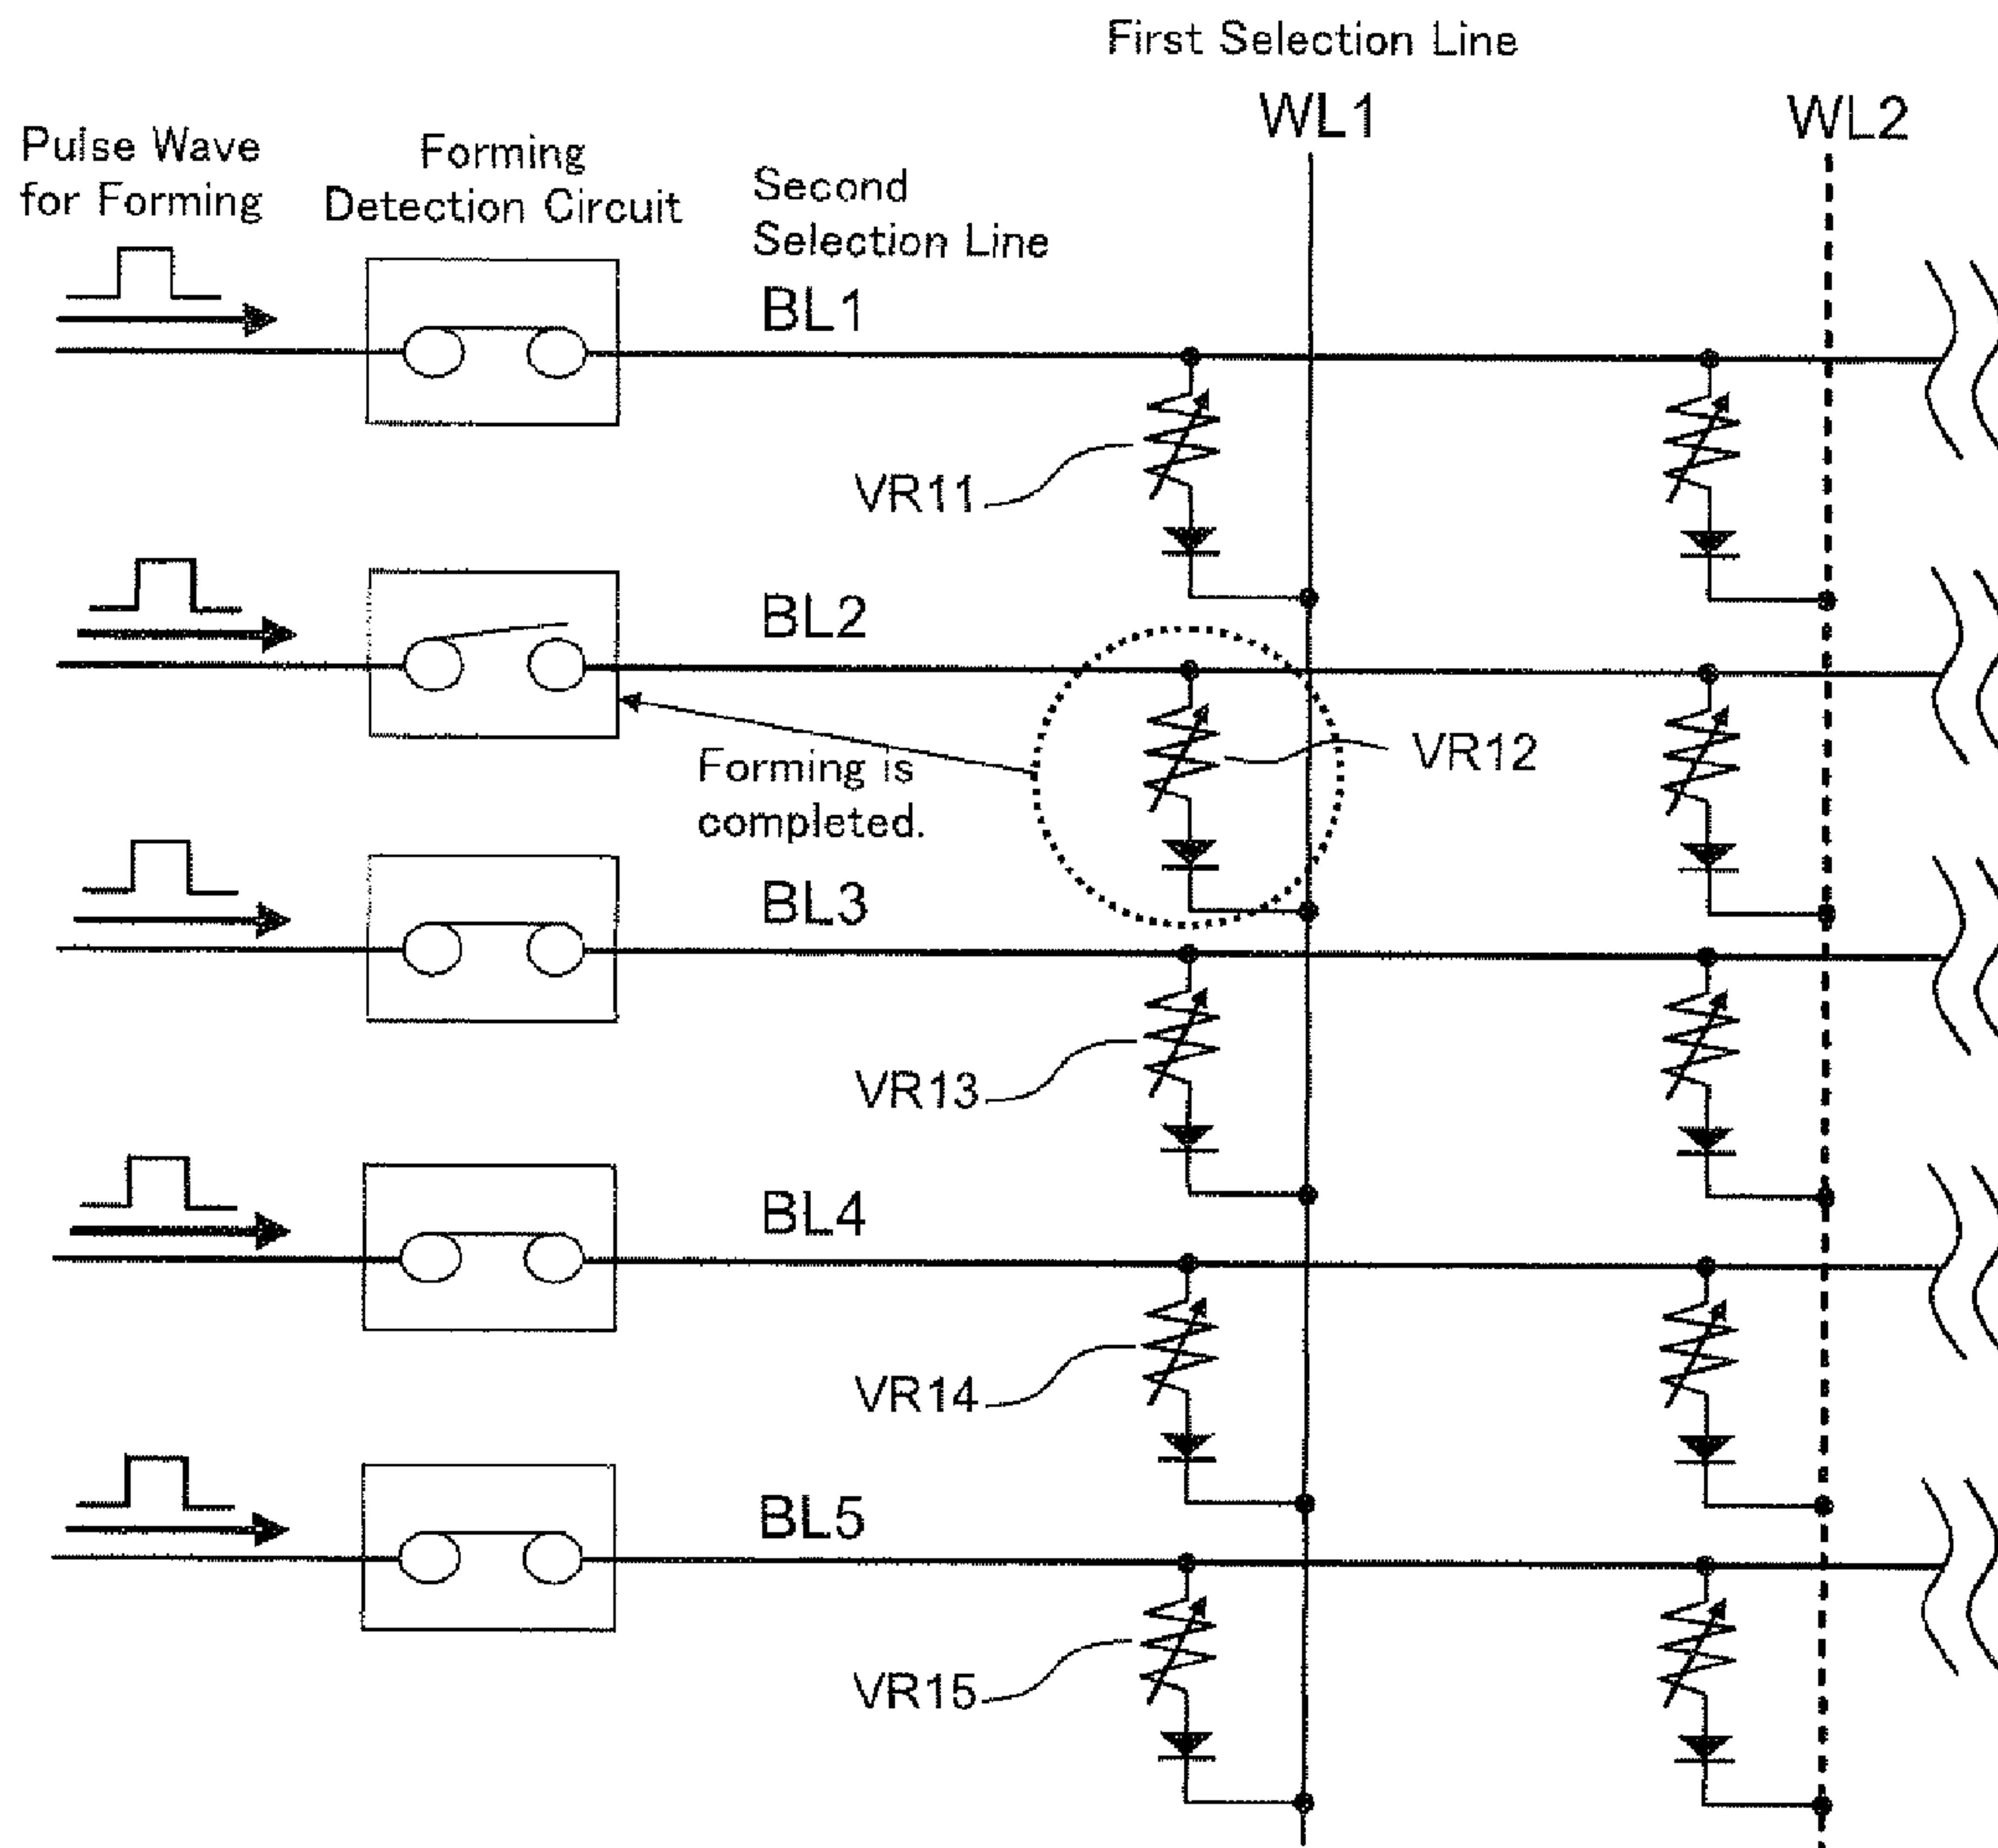 First Selection Line
WL1
WL2
Pulse Wave
for Forming
Forming
Detection Circuit
Second
Selection Line
BL1
VR11
BL2
Forming is
completed.
VR12
BL3
VR13
BL4
VR14
BL5
VR15